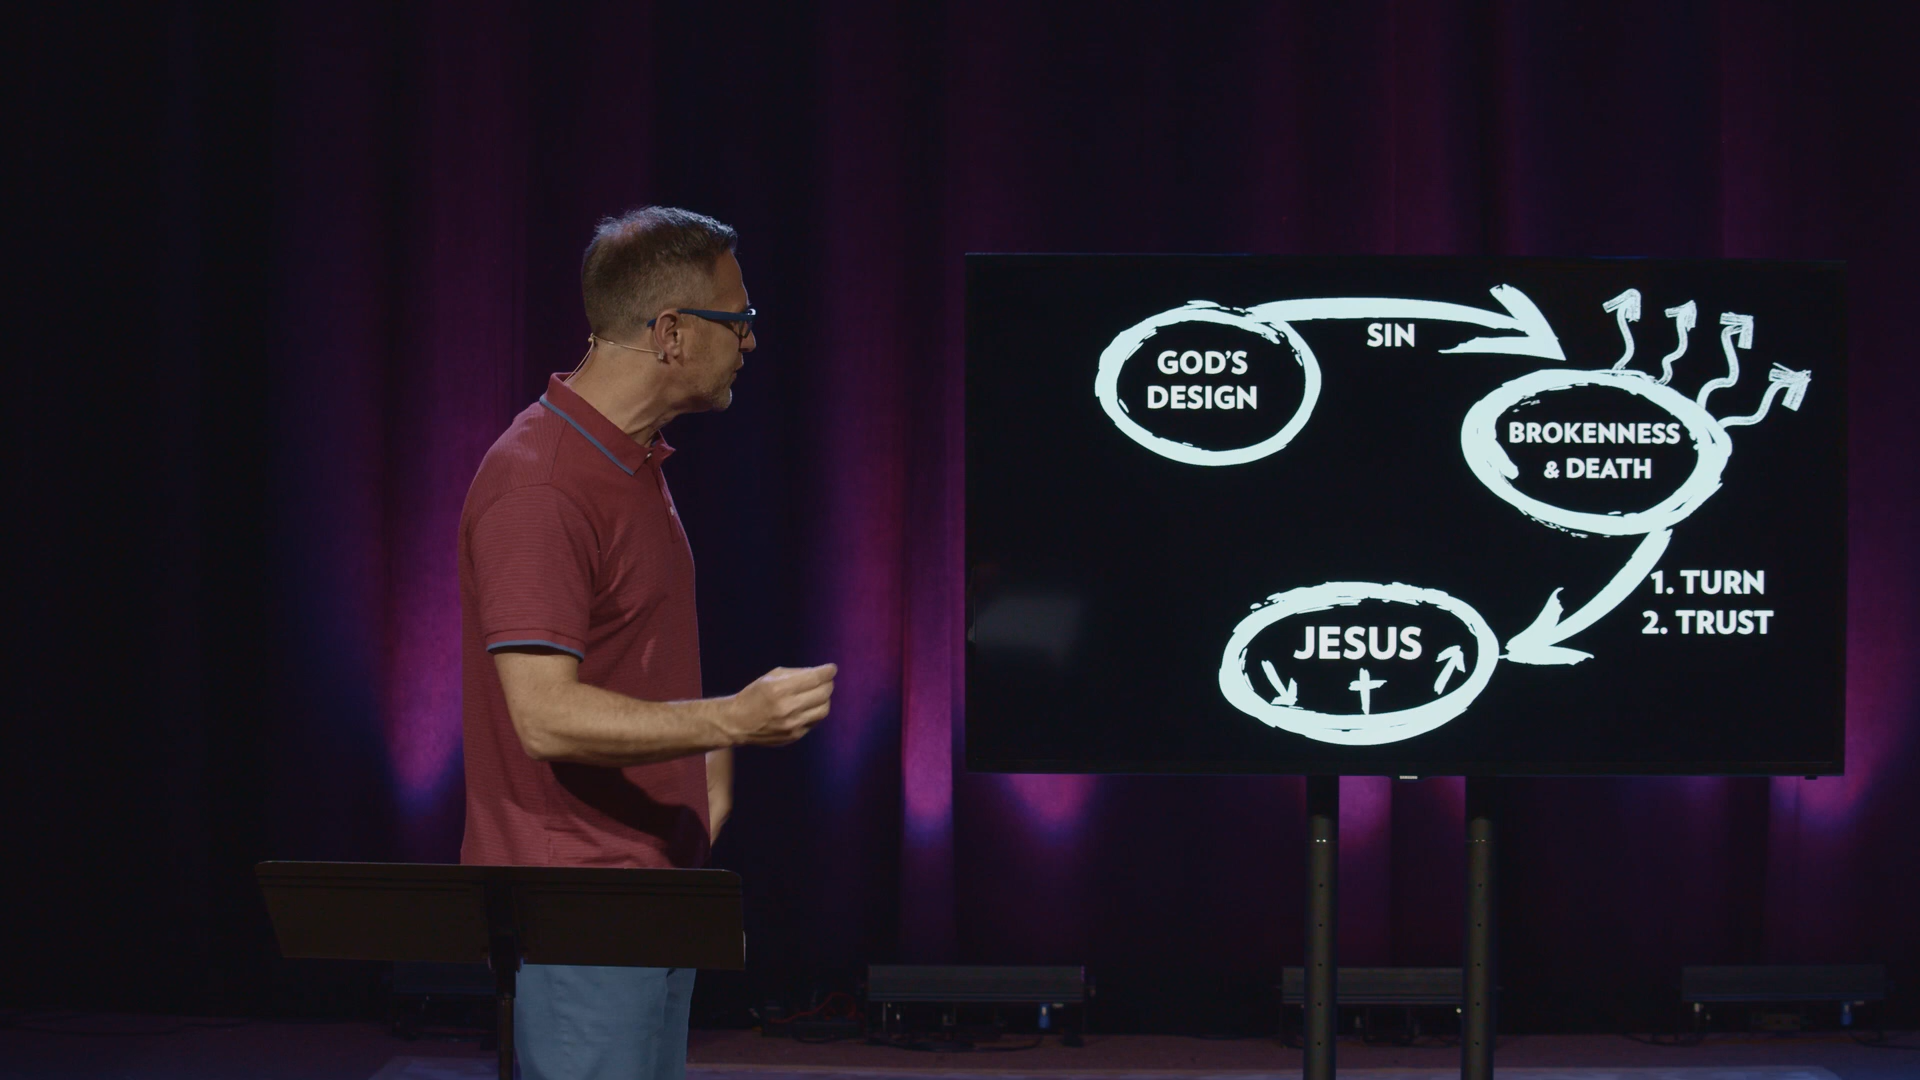 GOD'S
DESIGN
SIN
BROKENNESS
& DEATH
1. TURN
2. TRUST
JESUS